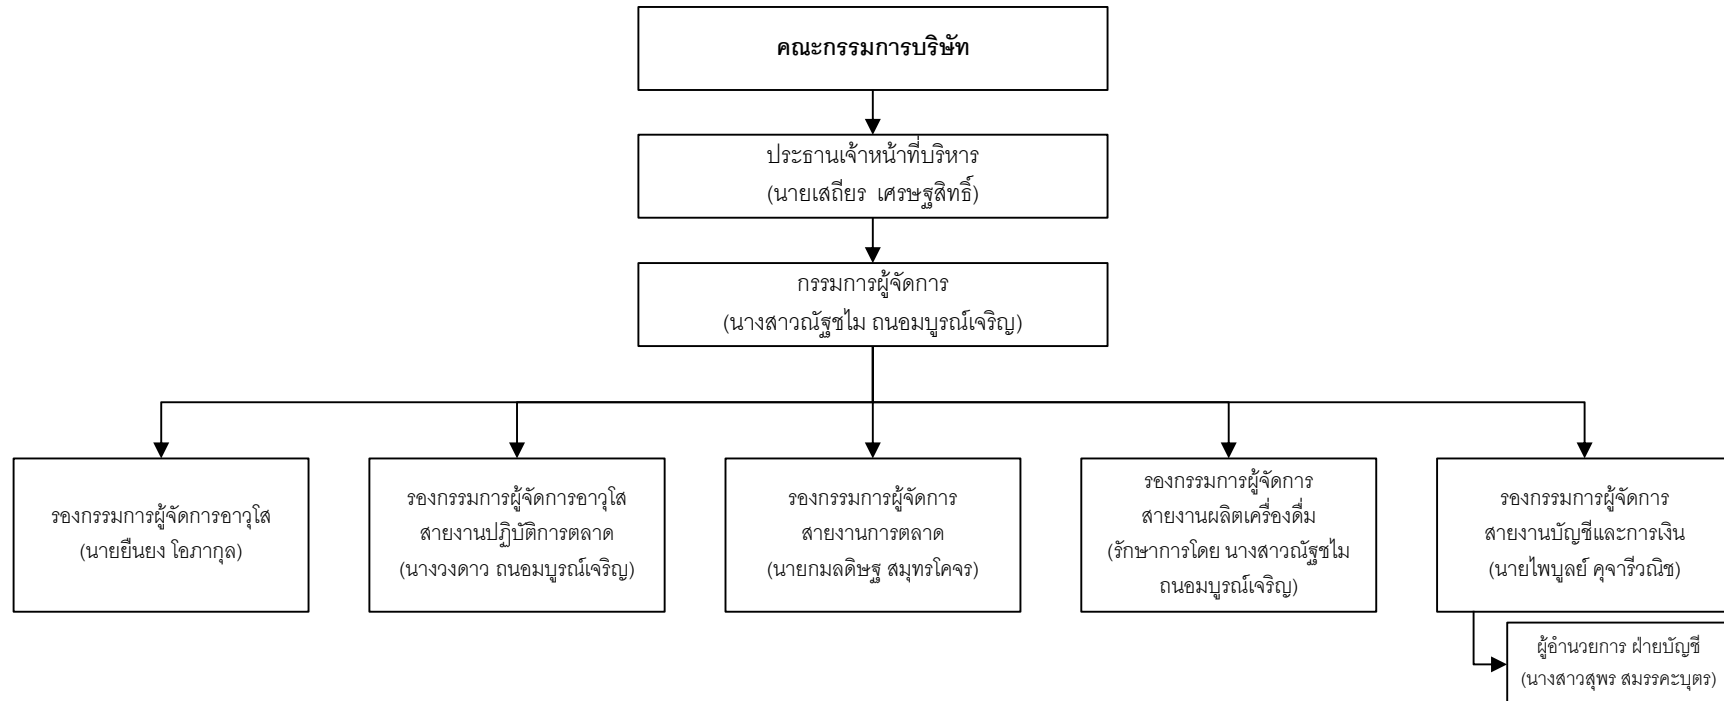 คณะกรรมการบริษัท
ประธานเจ้าหน้าที่บริหาร
(นายเสถียร เศรษฐสิทธิ์)
กรรมการผู้จัดการ
(นางสาวณัฐชไม ถนอมบูรณ์เจริญ)
รองกรรมการผู้จัดการอาวุโส
(นายยืนยง โอภากุล)
รองกรรมการผู้จัดการอาวุโส
สายงานปฏิบัติการตลาด
(นางวงดาว ถนอมบูรณ์เจริญ)
รองกรรมการผู้จัดการ
สายงานการตลาด
(นายกมลดิษฐ สมุทรโคจร)
รองกรรมการผู้จัดการ
สายงานผลิตเครื่องดื่ม
(รักษาการโดย นางสาวณัฐชไม
ถนอมบูรณ์เจริญ)
รองกรรมการผู้จัดการ
สายงานบัญชีและการเงิน
(นายไพบูลย์ คุจารีวณิช)
ผู้อำนวยการ ฝ่ายบัญชี
(นางสาวสุพร สมรรคะบุตร)